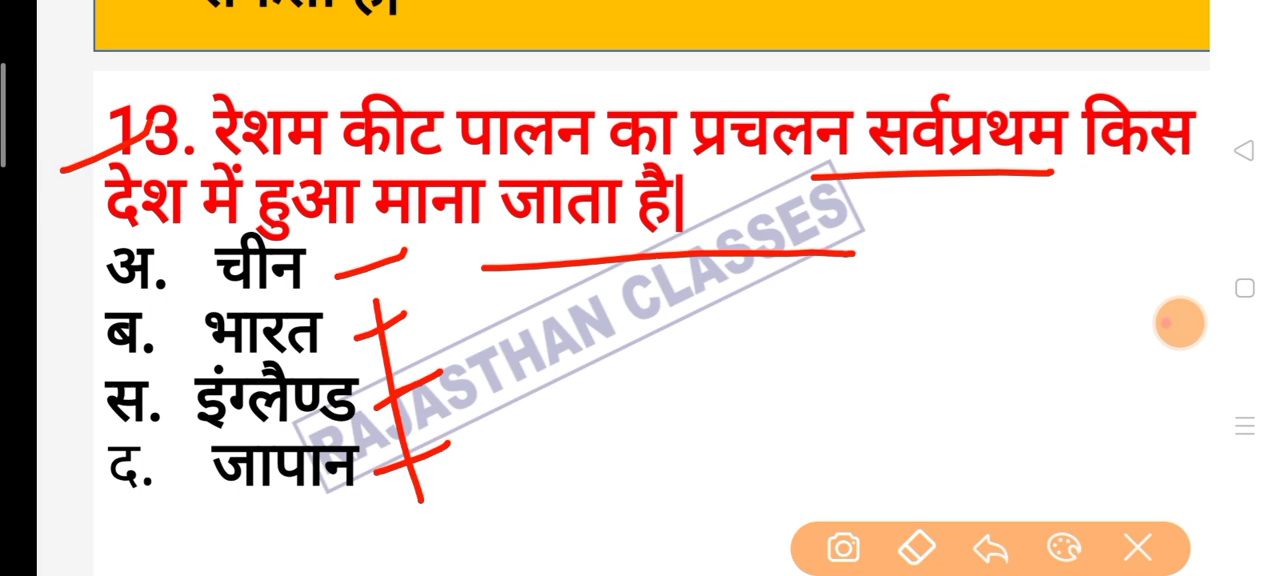 13. रेशम कीट पालन का प्रचलन सर्वप्रथम किस
देश में हुआ माना जाता है|
अ. चीन
ब. भारत
स. इंग्लैण्ड
द. जापान
RAJASTHAN CLASSES